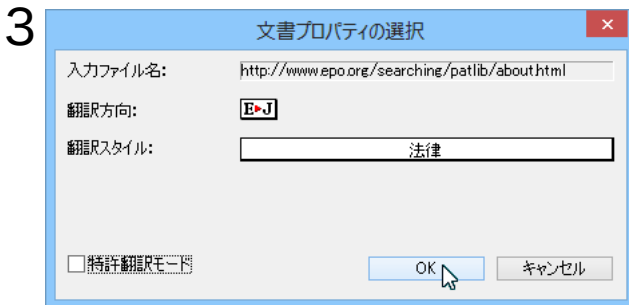 3
文書プロパティの選択
入力ファイル名: http://www.epo.org/searching/patlib/about.html
翻訳方向: E▸J
翻訳スタイル: 法律
特許翻訳モード
OK キャンセル